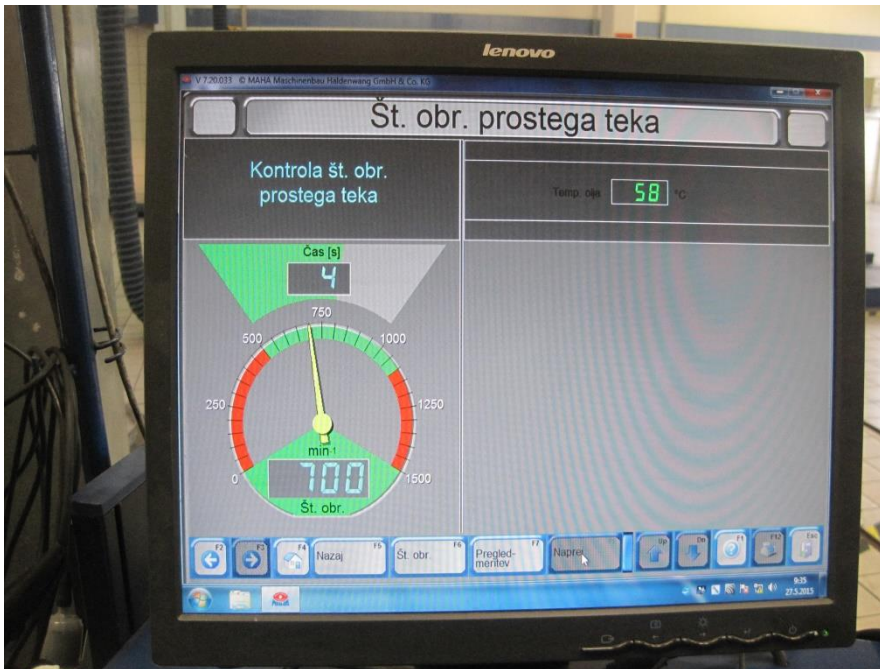 lenovo
V 7.20.033 © MAHA Maschinenbau Haldenwang GmbH & Co. KG
Št. obr. prostega teka
Kontrola št. obr.
prostega teka
Temp. olja 58 °C
Čas [s]
4
750
500 1000
250 1250
0 1500
min-1
700
Št. obr.
F2 F3 F4 Nazaj F5 Št. obr. F6 Pregled-
meritev F7 Naprej Up Dn F1 F12 Esc
9:35
27.5.2015